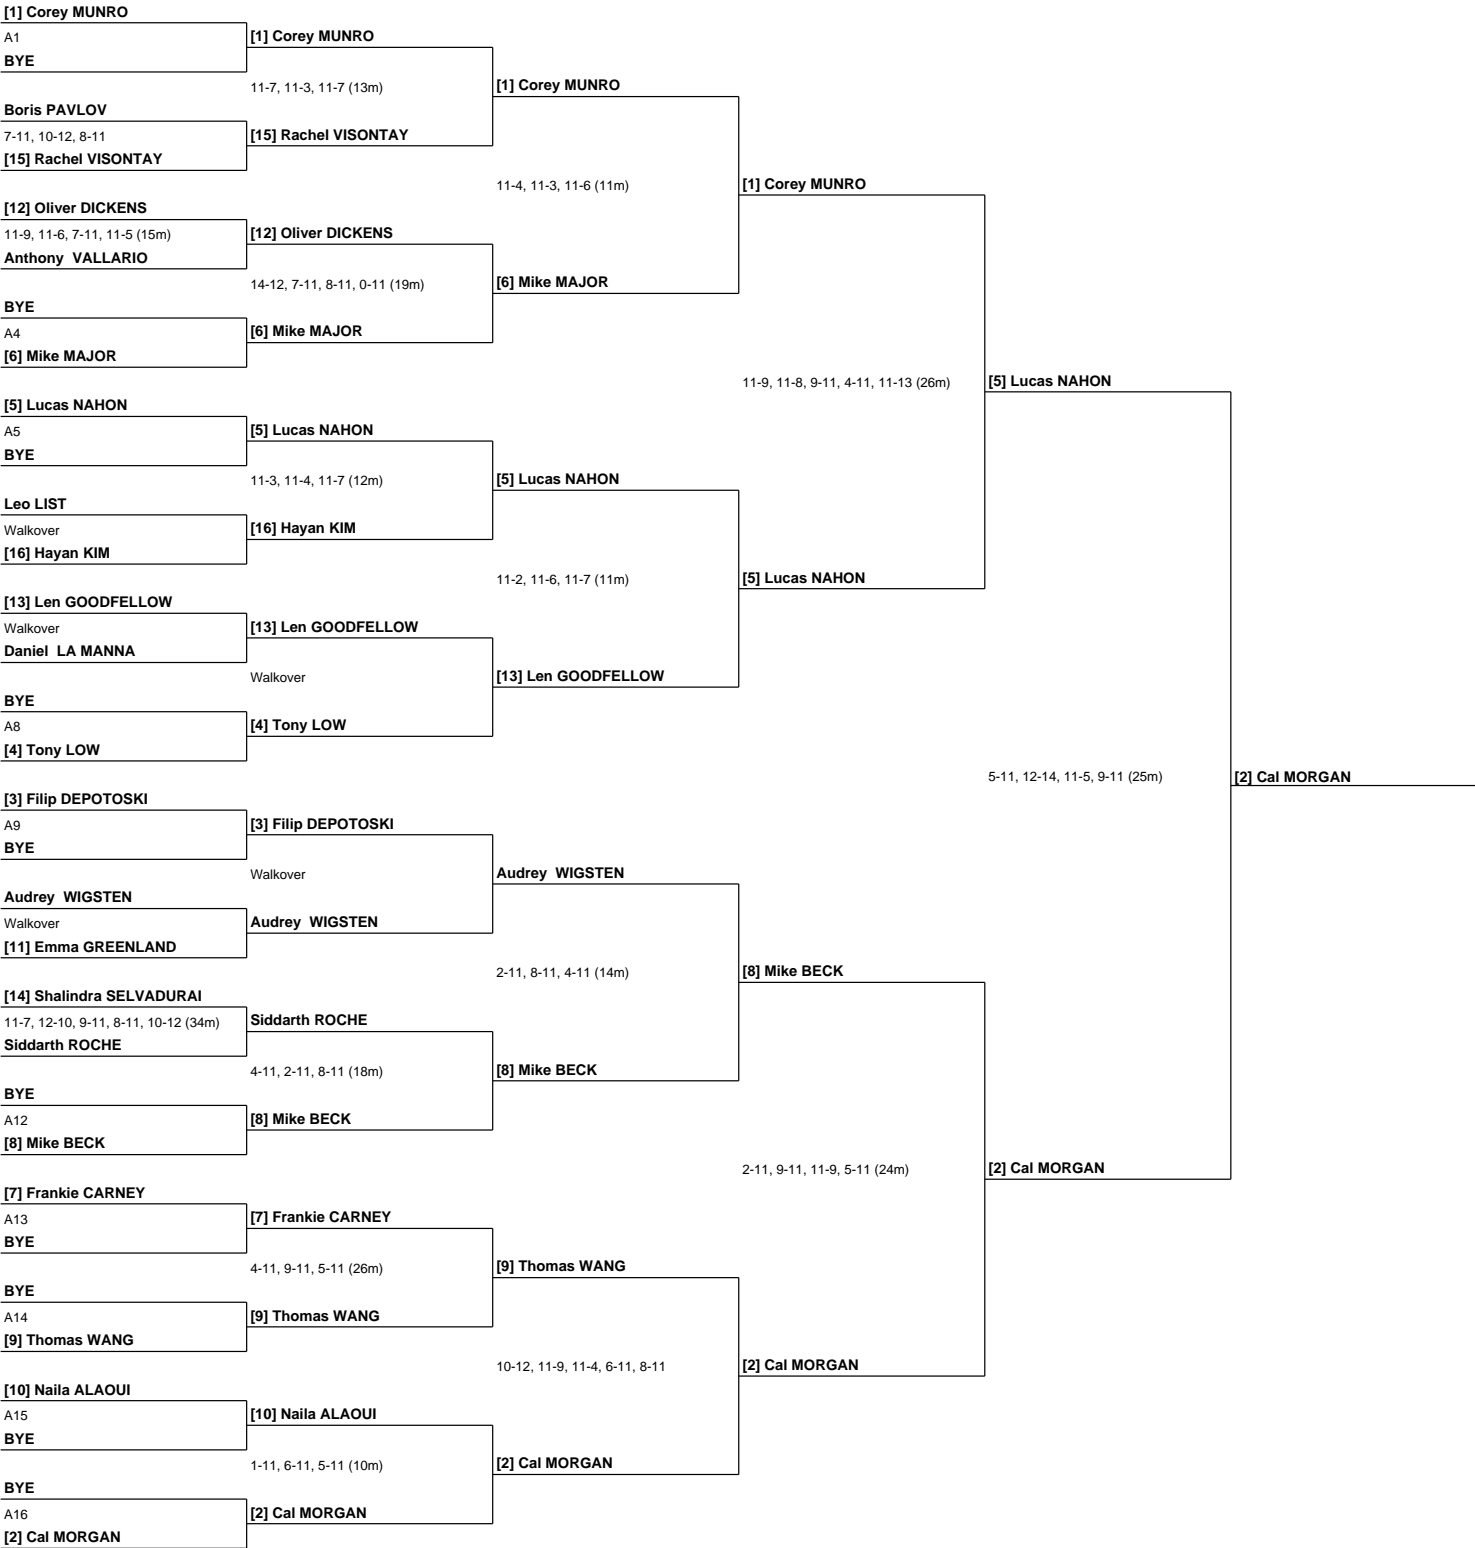 [1] Corey MUNRO
A1
[1] Corey MUNRO
BYE
11-7, 11-3, 11-7 (13m)
[1] Corey MUNRO
Boris PAVLOV
7-11, 10-12, 8-11
[15] Rachel VISONTAY
[15] Rachel VISONTAY
11-4, 11-3, 11-6 (11m)
[1] Corey MUNRO
[12] Oliver DICKENS
11-9, 11-6, 7-11, 11-5 (15m)
[12] Oliver DICKENS
Anthony  VALLARIO
14-12, 7-11, 8-11, 0-11 (19m)
[6] Mike MAJOR
BYE
A4
[6] Mike MAJOR
[6] Mike MAJOR
11-9, 11-8, 9-11, 4-11, 11-13 (26m)
[5] Lucas NAHON
[5] Lucas NAHON
A5
[5] Lucas NAHON
BYE
11-3, 11-4, 11-7 (12m)
[5] Lucas NAHON
Leo LIST
Walkover
[16] Hayan KIM
[16] Hayan KIM
11-2, 11-6, 11-7 (11m)
[5] Lucas NAHON
[13] Len GOODFELLOW
Walkover
[13] Len GOODFELLOW
Daniel  LA MANNA
Walkover
[13] Len GOODFELLOW
BYE
A8
[4] Tony LOW
[4] Tony LOW
5-11, 12-14, 11-5, 9-11 (25m)
[2] Cal MORGAN
[3] Filip DEPOTOSKI
A9
[3] Filip DEPOTOSKI
BYE
Walkover
Audrey  WIGSTEN
Audrey  WIGSTEN
Walkover
Audrey  WIGSTEN
[11] Emma GREENLAND
2-11, 8-11, 4-11 (14m)
[8] Mike BECK
[14] Shalindra SELVADURAI
11-7, 12-10, 9-11, 8-11, 10-12 (34m)
Siddarth ROCHE
Siddarth ROCHE
4-11, 2-11, 8-11 (18m)
[8] Mike BECK
BYE
A12
[8] Mike BECK
[8] Mike BECK
2-11, 9-11, 11-9, 5-11 (24m)
[2] Cal MORGAN
[7] Frankie CARNEY
A13
[7] Frankie CARNEY
BYE
4-11, 9-11, 5-11 (26m)
[9] Thomas WANG
BYE
A14
[9] Thomas WANG
[9] Thomas WANG
10-12, 11-9, 11-4, 6-11, 8-11
[2] Cal MORGAN
[10] Naila ALAOUI
A15
[10] Naila ALAOUI
BYE
1-11, 6-11, 5-11 (10m)
[2] Cal MORGAN
BYE
A16
[2] Cal MORGAN
[2] Cal MORGAN